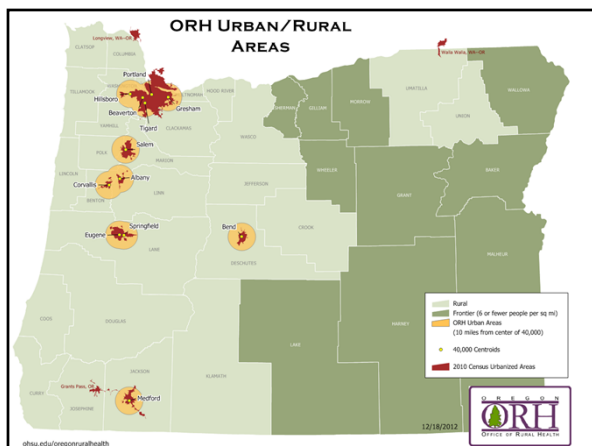 ORH URBAN/RURAL
AREAS
Longview, WA-OR
Walla Walla, WA-OR
CLATSOP
COLUMBIA
Portland
TILLAMOOK
Hillsboro
HOOD RIVER
Gresham
Beaverton
Tigard
YAMHILL
CLACKAMAS
SHERMAN
GILLIAM
MORROW
UMATILLA
UNION
WALLOWA
WASCO
Salem
POLK
MARION
WHEELER
BAKER
LINCOLN
Albany
Corvallis
BENTON
LINN
JEFFERSON
GRANT
Springfield
Eugene
LANE
Bend
CROOK
DESCHUTES
MALHEUR
COOS
DOUGLAS
LAKE
HARNEY
CURRY
Grants Pass, OR
JOSEPHINE
JACKSON
Medford
KLAMATH
Rural
Frontier (6 or fewer people per sq mi)
ORH Urban Areas
(10 miles from center of 40,000)
40,000 Centroids
2010 Census Urbanized Areas
12/18/2012
OREGON
ORH
OFFICE OF RURAL HEALTH
ohsu.edu/oregonruralhealth